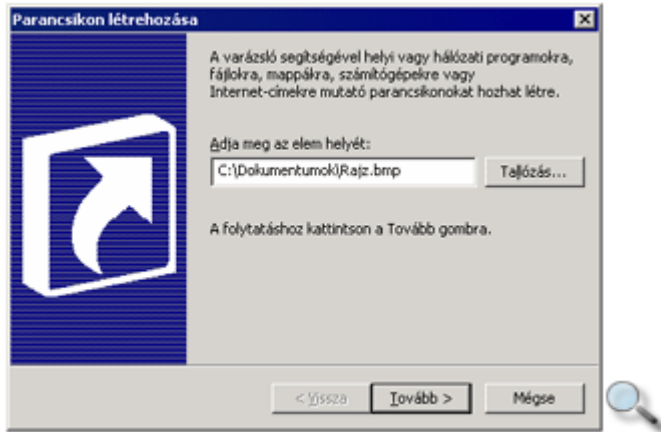 Parancsikon létrehozása
A varázsló segítségével helyi vagy hálózati programokra,
fájlokra, mappákra, számítógépekre vagy
Internet-címekre mutató parancsikonokat hozhat létre.
Adja meg az elem helyét:
C:\Dokumentumok\Rajz.bmp
Tallózás...
A folytatáshoz kattintson a Tovább gombra.
< Vissza
Tovább >
Mégse